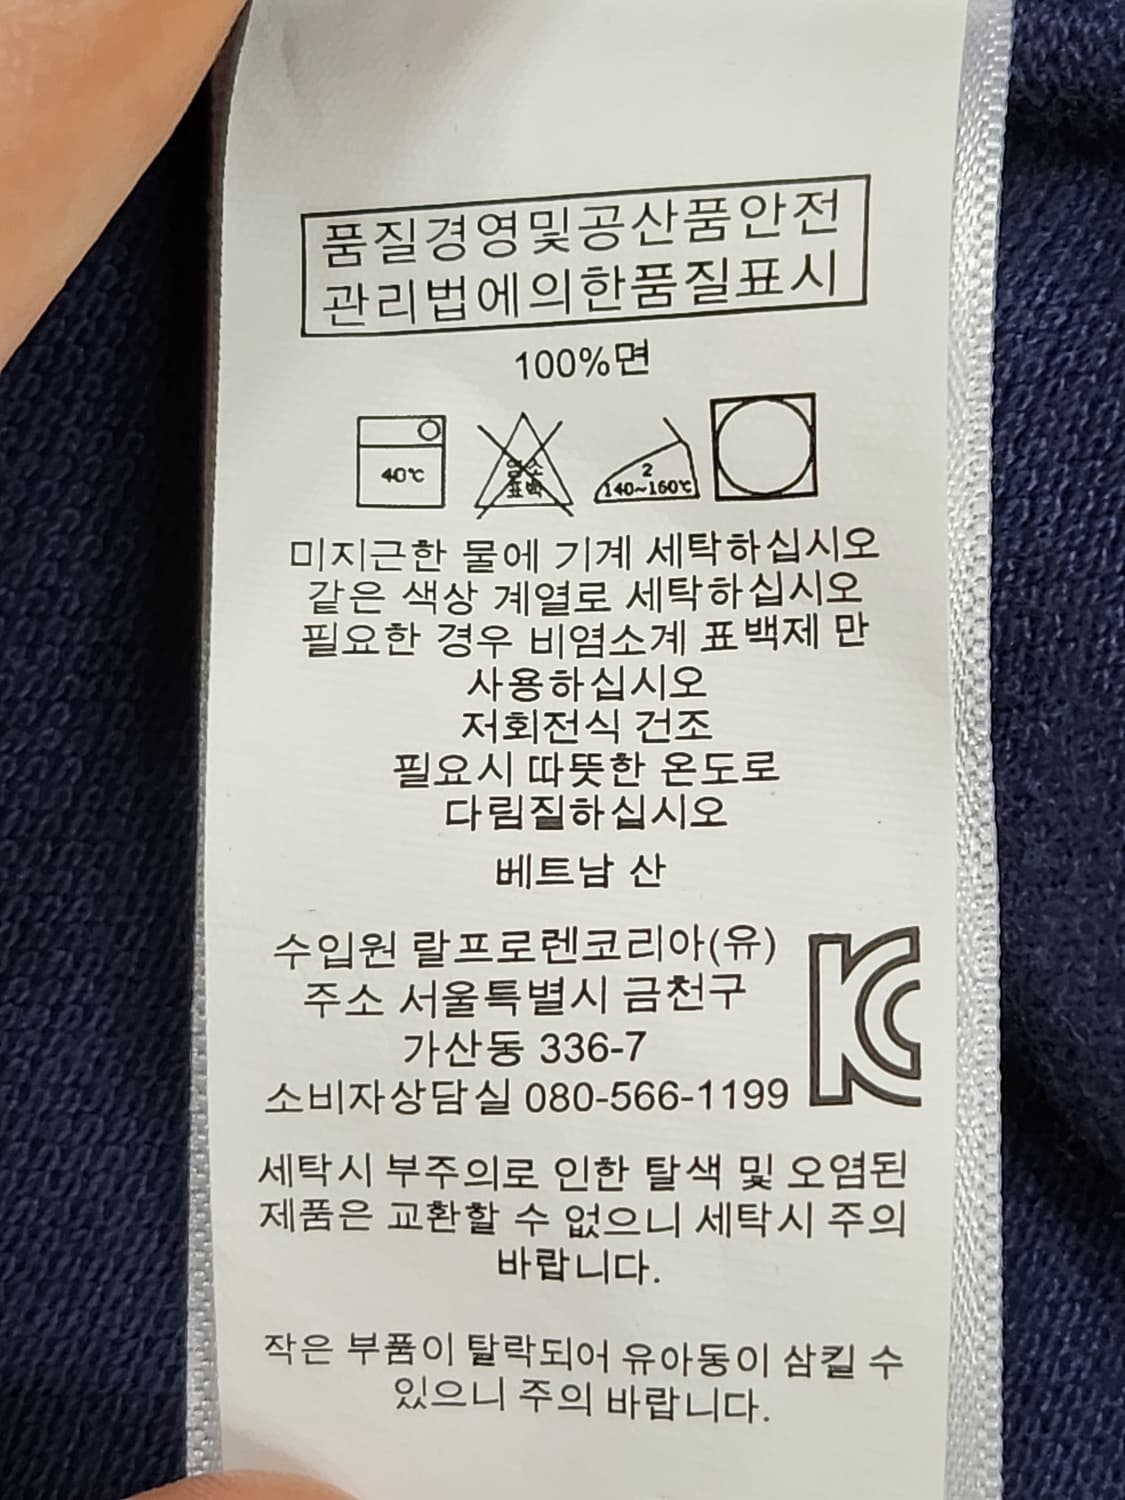 품질경영및공산품안전
관리법에의한품질표시
100%면
40℃
염소
표백
2
140~160℃
미지근한 물에 기계 세탁하십시오
같은 색상 계열로 세탁하십시오
필요한 경우 비염소계 표백제 만
사용하십시오
저회전식 건조
필요시 따뜻한 온도로
다림질하십시오
베트남 산
수입원 랄프로렌코리아(유)
주소 서울특별시 금천구
가산동 336-7
소비자상담실 080-566-1199
KC
세탁시 부주의로 인한 탈색 및 오염된
제품은 교환할 수 없으니 세탁시 주의
바랍니다.
작은 부품이 탈락되어 유아동이 삼킬 수
있으니 주의 바랍니다.